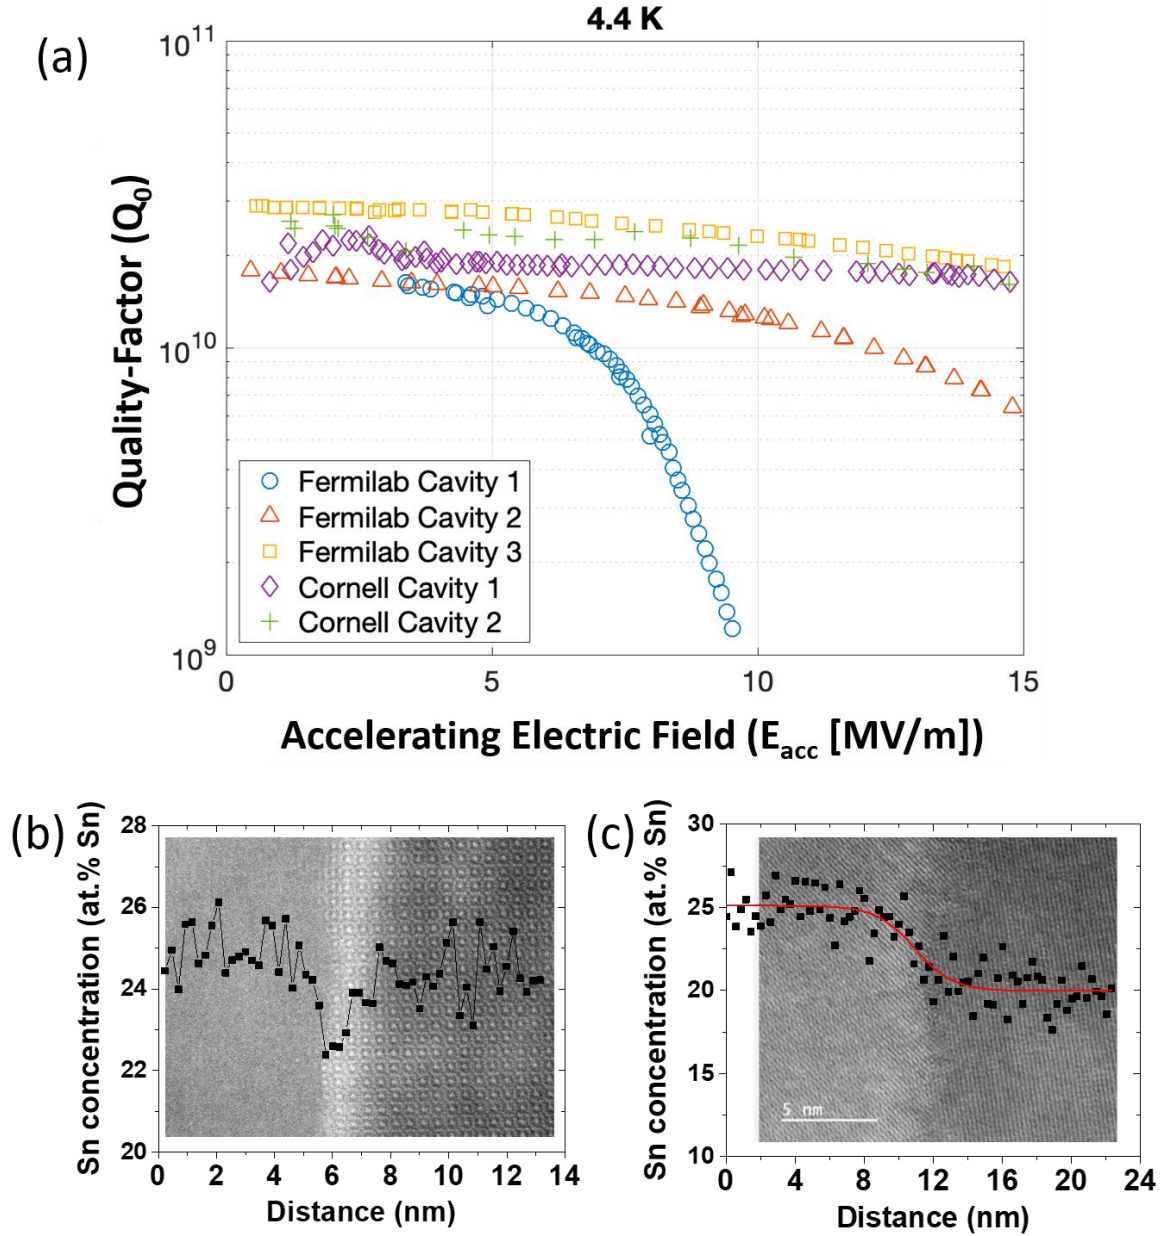 4.4 K
(a)
10^11
10^10
10^9
Quality-Factor (Q_0)
Fermilab Cavity 1
Fermilab Cavity 2
Fermilab Cavity 3
Cornell Cavity 1
Cornell Cavity 2
0 5 10 15
Accelerating Electric Field (E_acc [MV/m])
(b)
Sn concentration (at.% Sn)
28
26
24
22
20
0 2 4 6 8 10 12 14
Distance (nm)
(c)
Sn concentration (at.% Sn)
30
25
20
15
10
5 nm
0 4 8 12 16 20 24
Distance (nm)